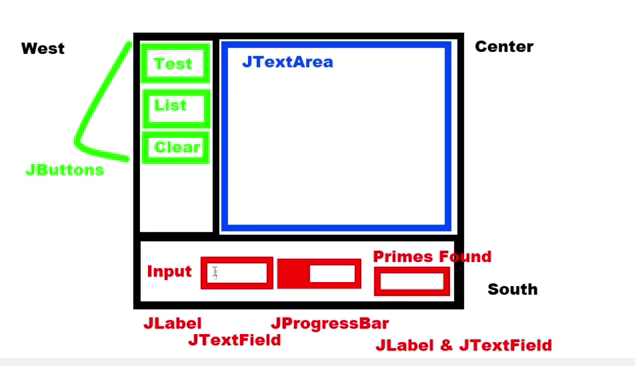 West
Center
Test
JTextArea
List
Clear
JButtons
Primes Found
Input
South
JLabel
JProgressBar
JTextField
JLabel & JTextField